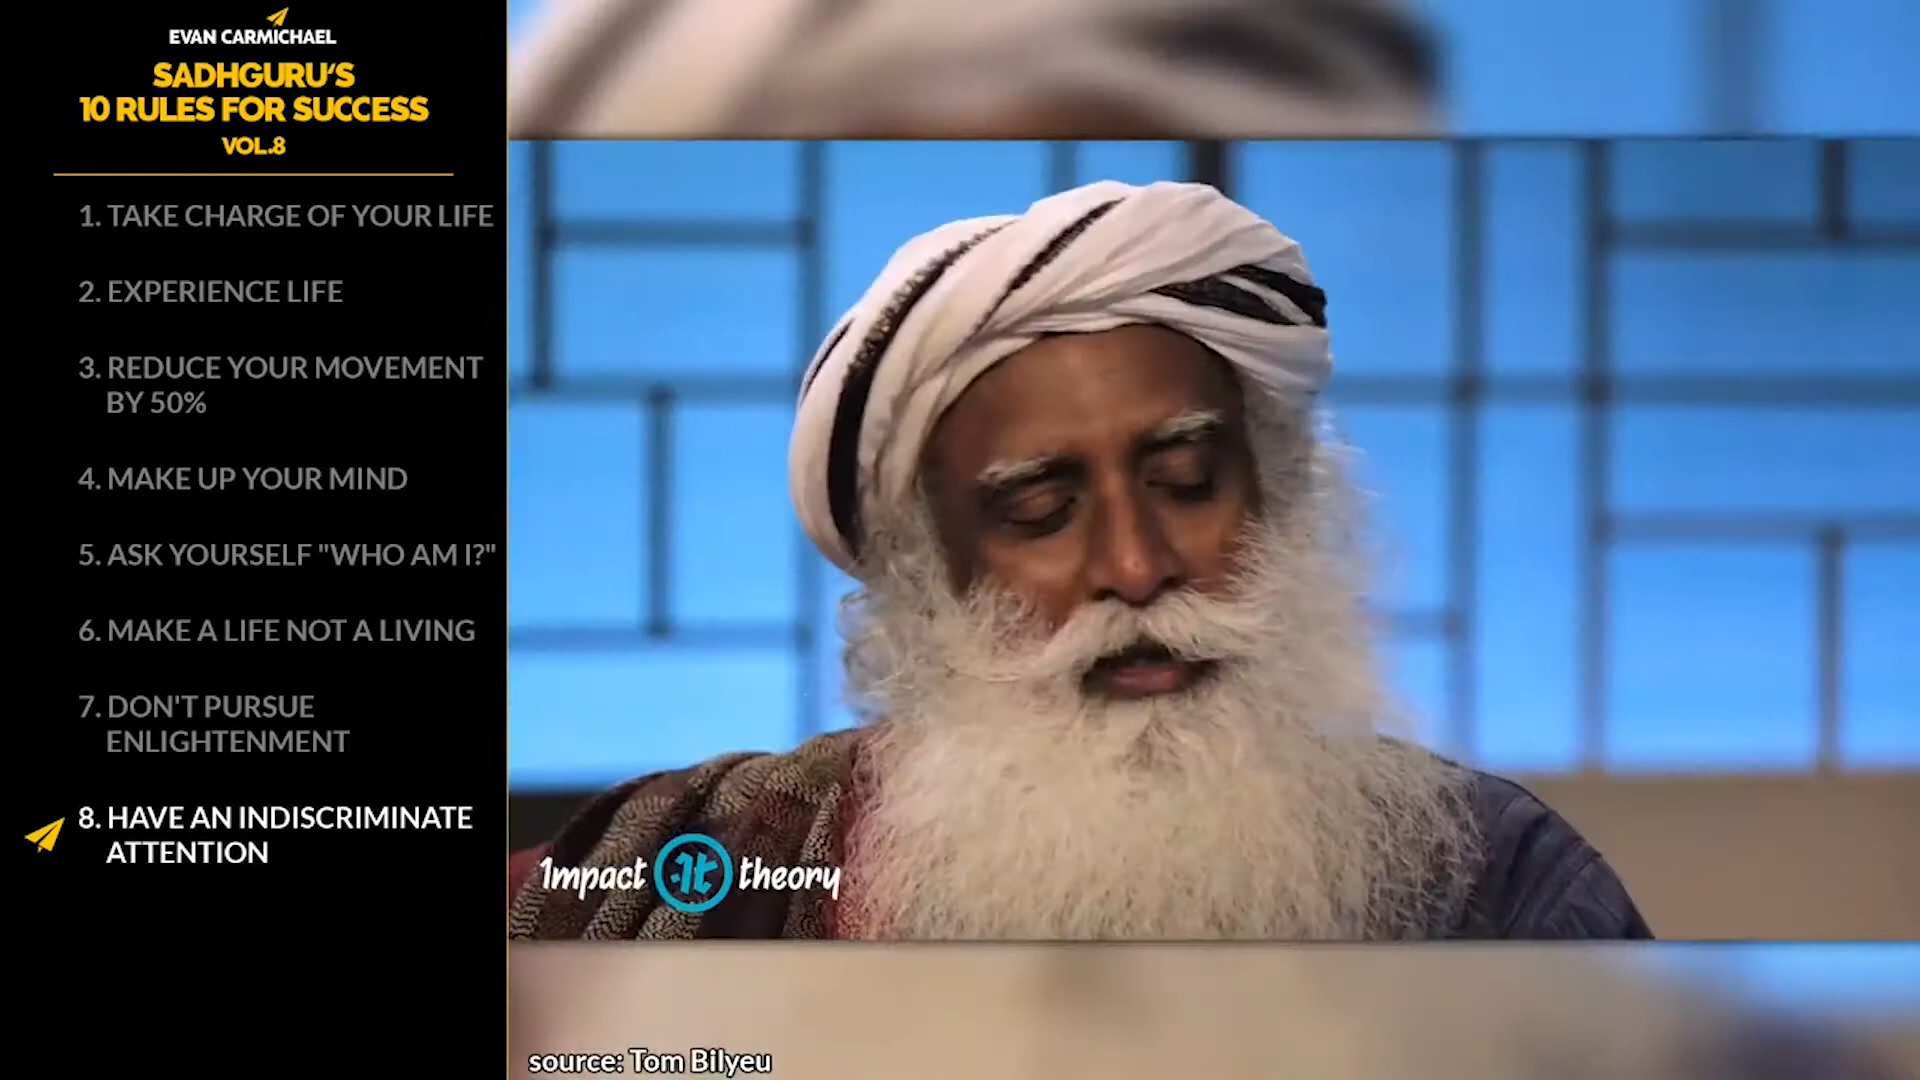 EVAN CARMICHAEL
SADHGURU‘S
10 RULES FOR SUCCESS
VOL.8
1. TAKE CHARGE OF YOUR LIFE
2. EXPERIENCE LIFE
3. REDUCE YOUR MOVEMENT
BY 50%
4. MAKE UP YOUR MIND
5. ASK YOURSELF "WHO AM I?"
6. MAKE A LIFE NOT A LIVING
7. DON'T PURSUE
ENLIGHTENMENT
8. HAVE AN INDISCRIMINATE
ATTENTION
Impact It theory
source: Tom Bilyeu